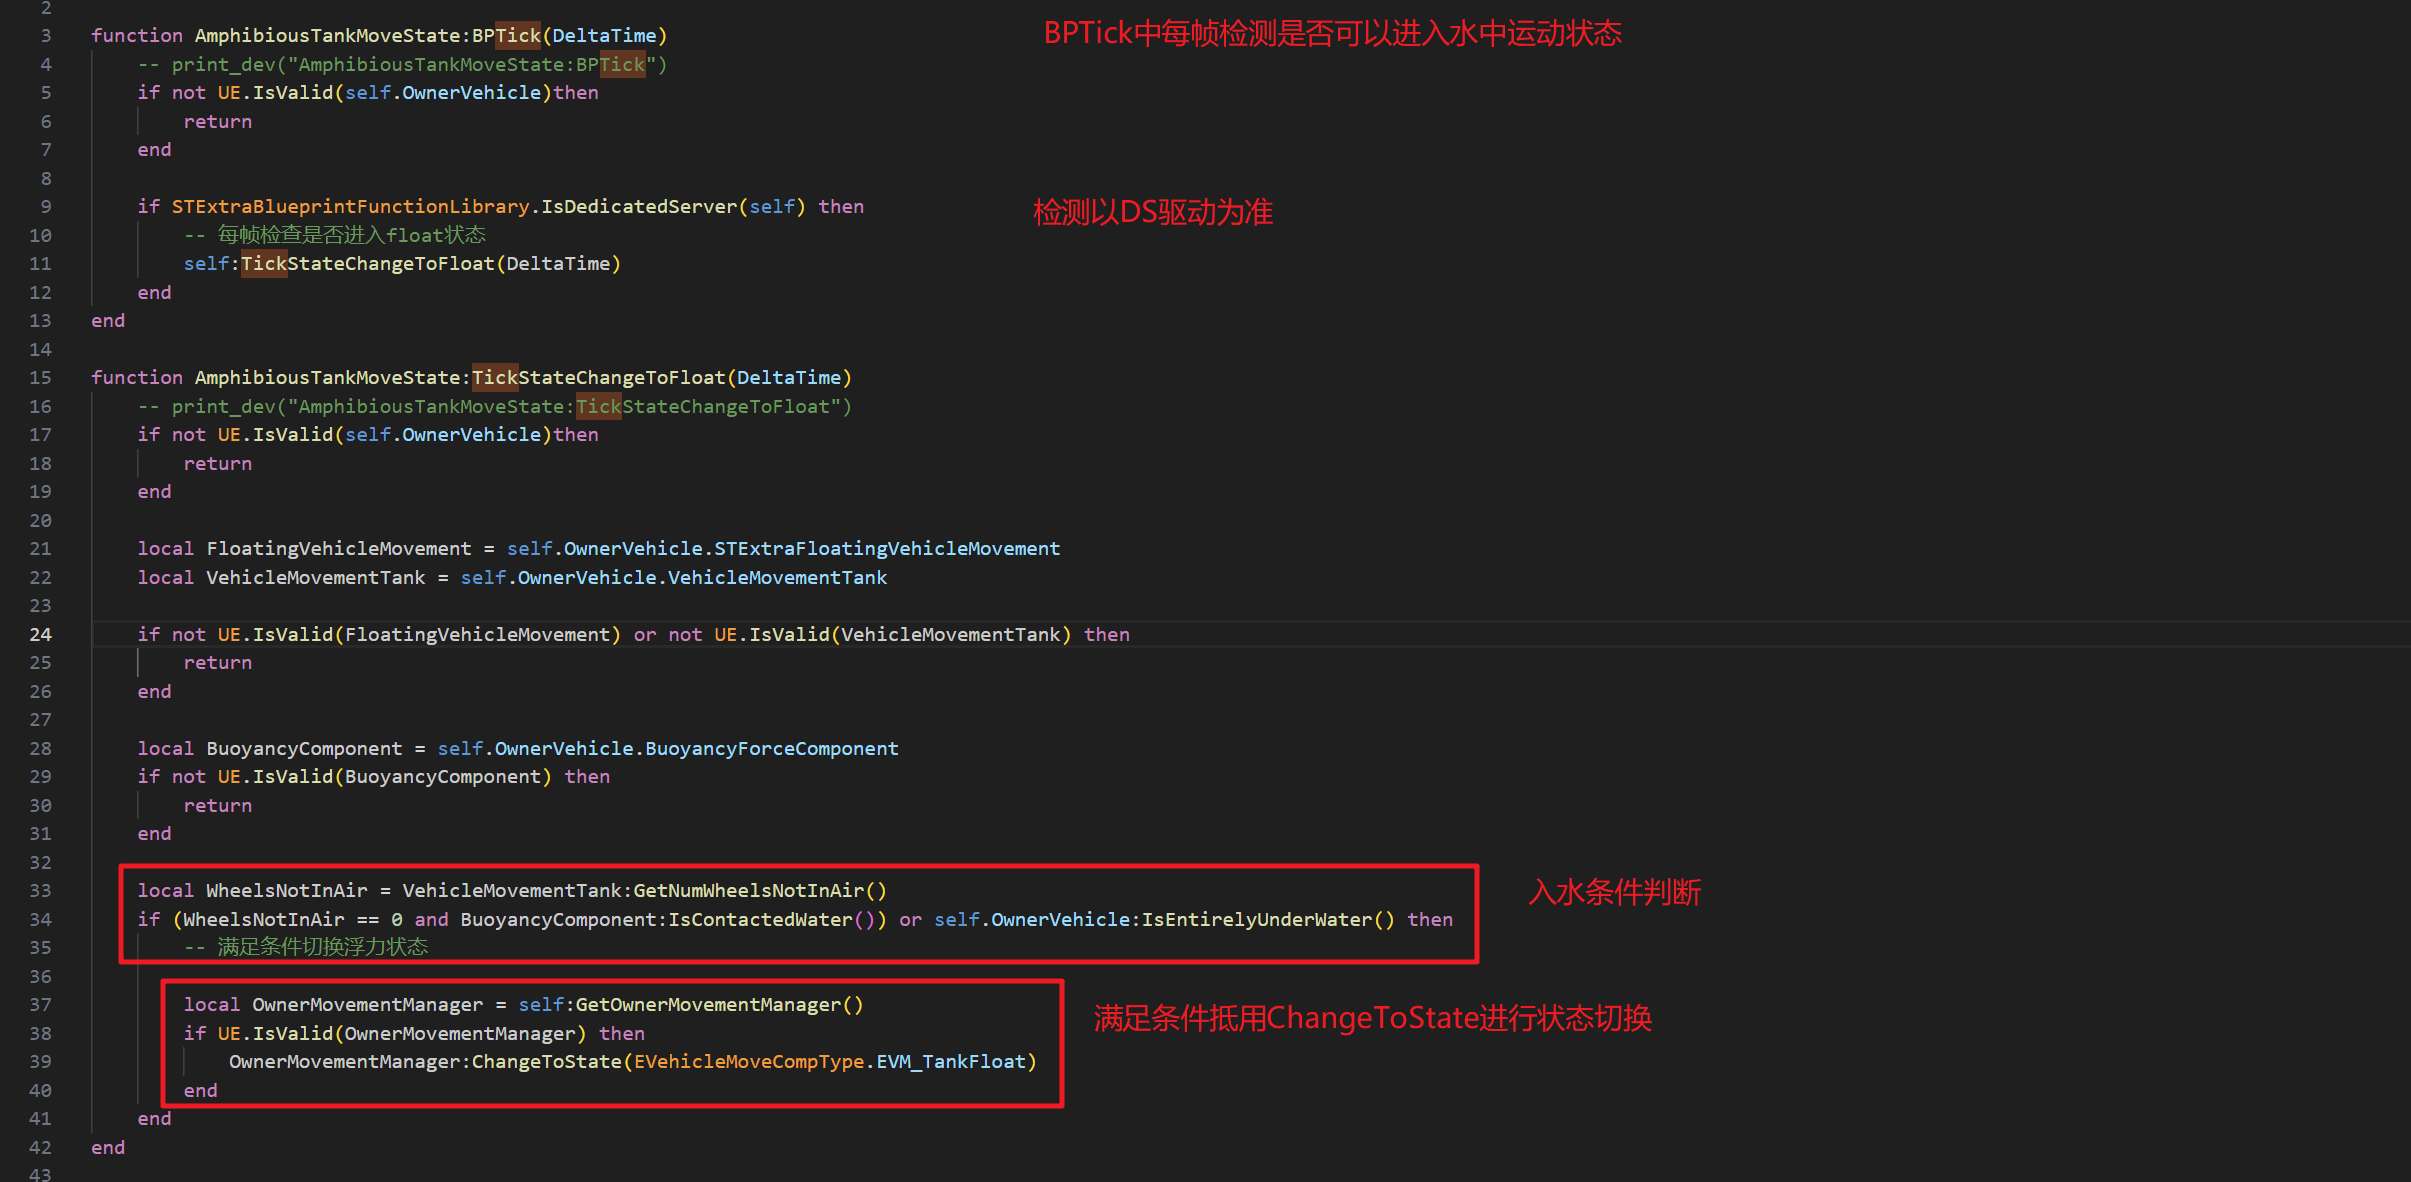 2
3 function AmphibiousTankMoveState:BPTick(DeltaTime) BPTick中每帧检测是否可以进入水中运动状态
4 -- print_dev("AmphibiousTankMoveState:BPTick")
5 if not UE.IsValid(self.OwnerVehicle)then
6 return
7 end
8
9 if STExtraBlueprintFunctionLibrary.IsDedicatedServer(self) then 检测以DS驱动为准
10 -- 每帧检查是否进入float状态
11 self:TickStateChangeToFloat(DeltaTime)
12 end
13 end
14
15 function AmphibiousTankMoveState:TickStateChangeToFloat(DeltaTime)
16 -- print_dev("AmphibiousTankMoveState:TickStateChangeToFloat")
17 if not UE.IsValid(self.OwnerVehicle)then
18 return
19 end
20
21 local FloatingVehicleMovement = self.OwnerVehicle.STExtraFloatingVehicleMovement
22 local VehicleMovementTank = self.OwnerVehicle.VehicleMovementTank
23
24 if not UE.IsValid(FloatingVehicleMovement) or not UE.IsValid(VehicleMovementTank) then
25 return
26 end
27
28 local BuoyancyComponent = self.OwnerVehicle.BuoyancyForceComponent
29 if not UE.IsValid(BuoyancyComponent) then
30 return
31 end
32
33 local WheelsNotInAir = VehicleMovementTank:GetNumWheelsNotInAir() 入水条件判断
34 if (WheelsNotInAir == 0 and BuoyancyComponent:IsContactedWater()) or self.OwnerVehicle:IsEntirelyUnderWater() then
35 -- 满足条件切换浮力状态
36
37 local OwnerMovementManager = self:GetOwnerMovementManager() 满足条件抵用ChangeToState进行状态切换
38 if UE.IsValid(OwnerMovementManager) then
39 OwnerMovementManager:ChangeToState(EVehicleMoveCompType.EVM_TankFloat)
40 end
41 end
42 end
43